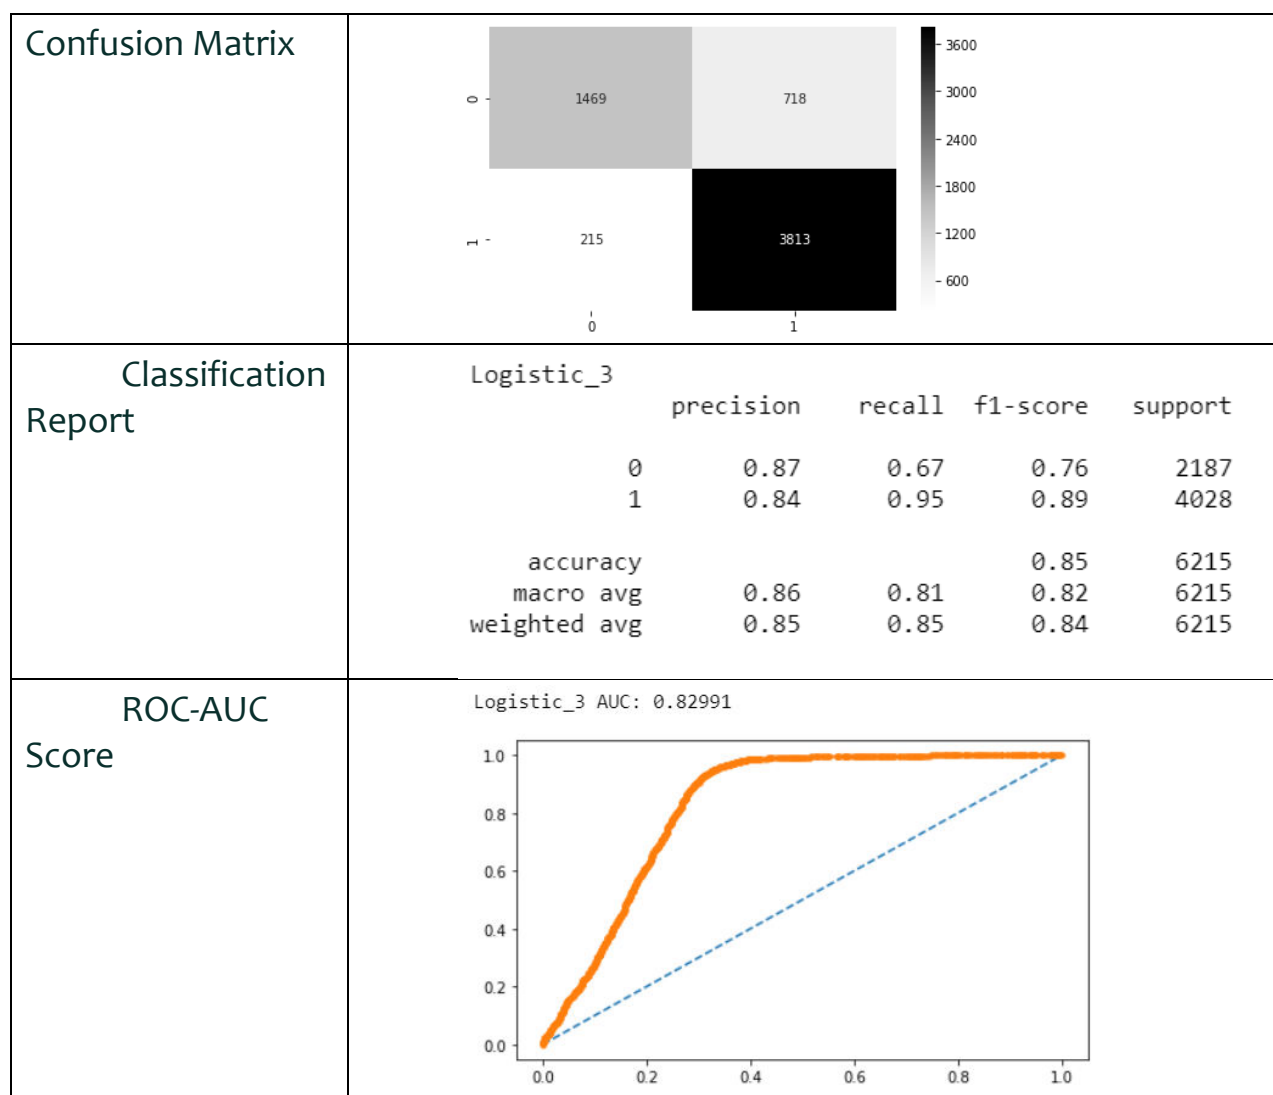 Confusion Matrix
0
1469
718
1
215
3813
0
1
3600
3000
2400
1800
1200
600
Classification
Report
Logistic_3
precision recall f1-score support
0 0.87 0.67 0.76 2187
1 0.84 0.95 0.89 4028
accuracy 0.85 6215
macro avg 0.86 0.81 0.82 6215
weighted avg 0.85 0.85 0.84 6215
ROC-AUC
Score
Logistic_3 AUC: 0.82991
1.0
0.8
0.6
0.4
0.2
0.0
0.0 0.2 0.4 0.6 0.8 1.0